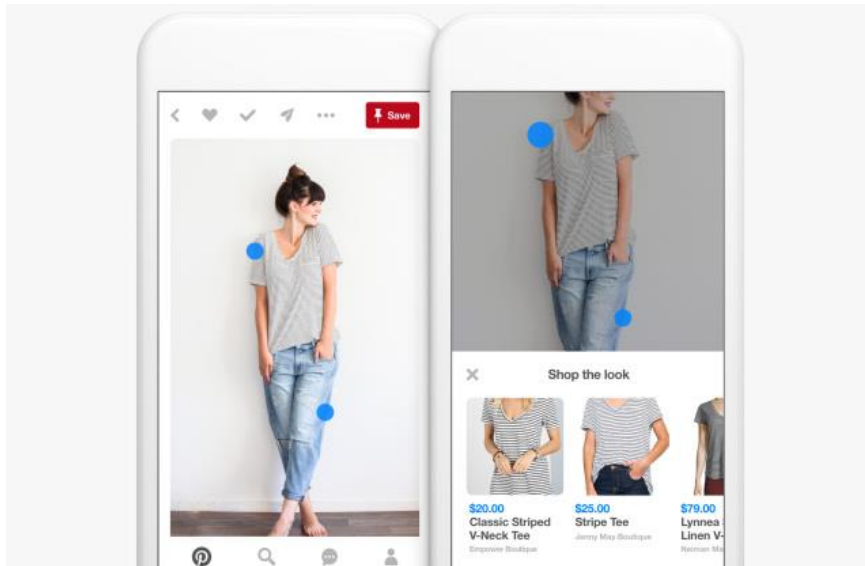 Save
Shop the look
$20.00
Classic Striped
V-Neck Tee
Empower Boutique
$25.00
Stripe Tee
Jenny May Boutique
$79.00
Lynnea
Linen V-
Neiman Ma